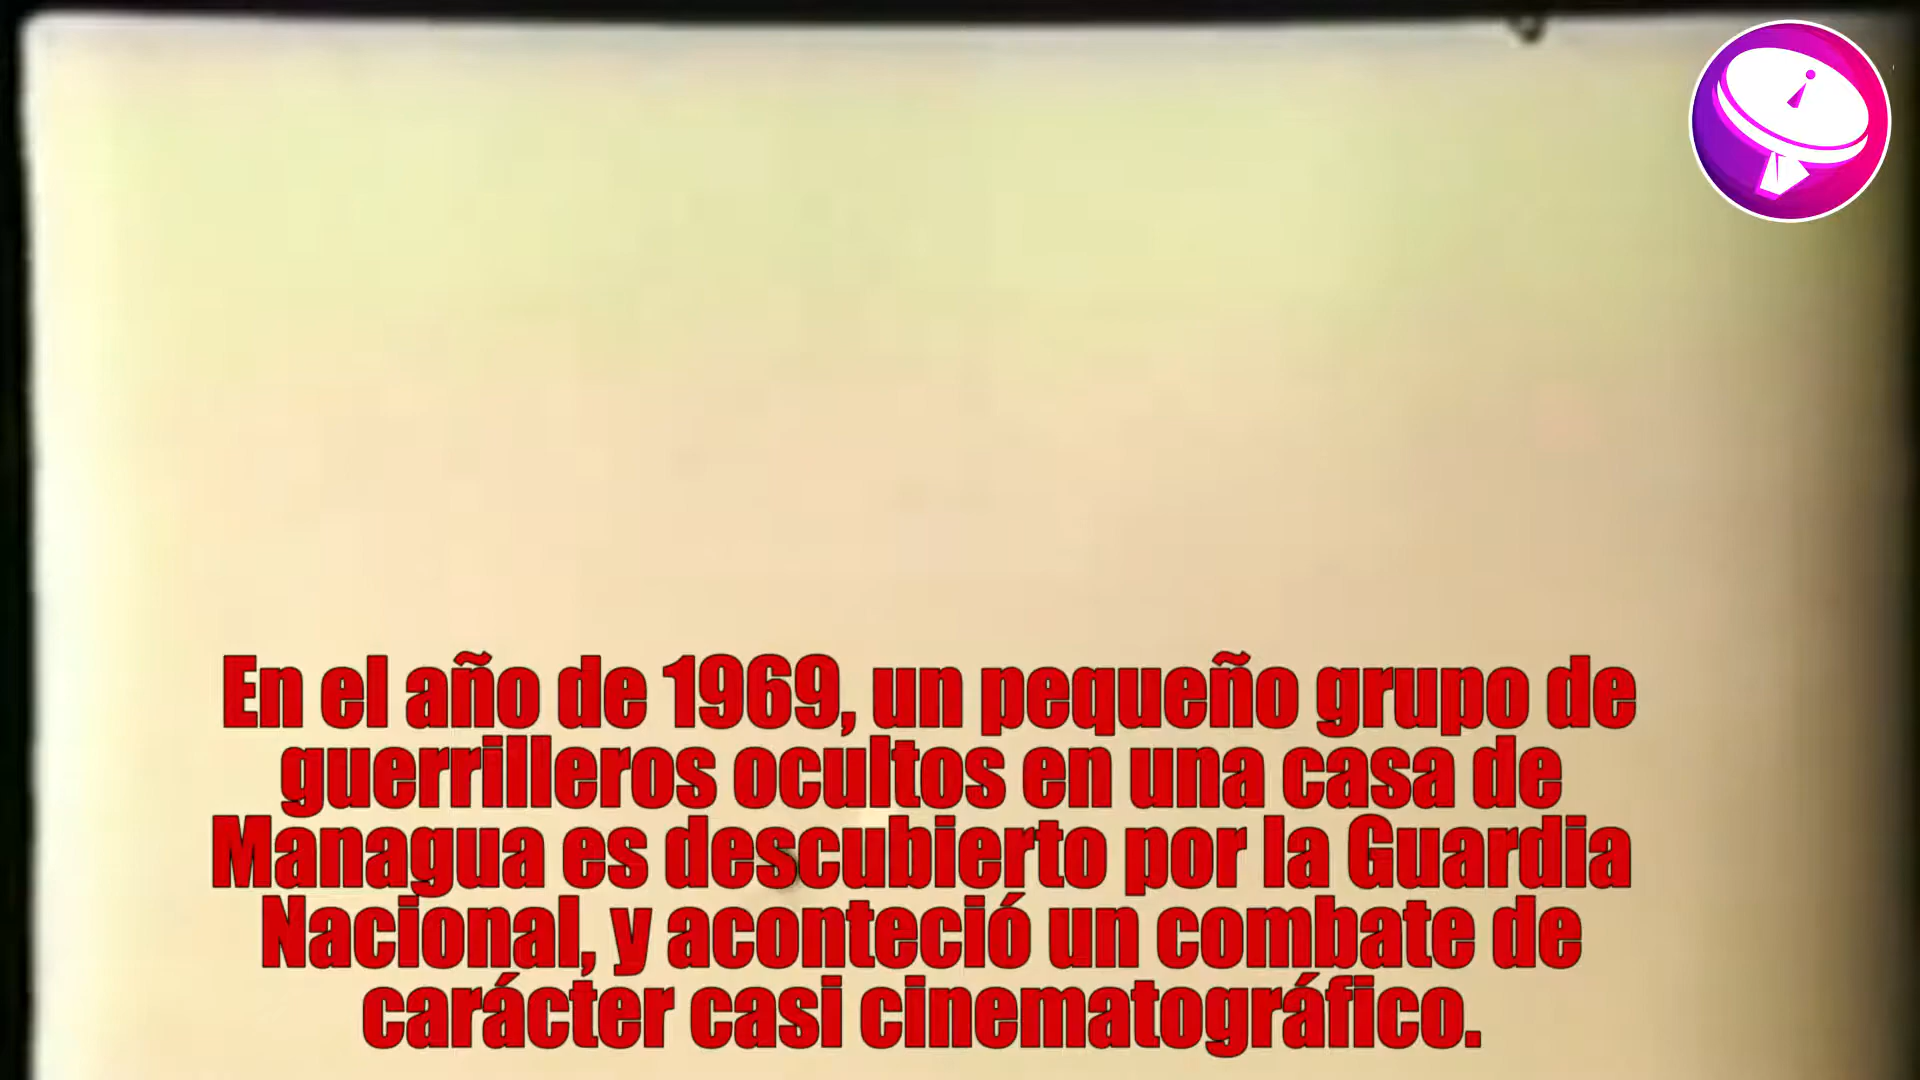 En el año de 1969, un pequeño grupo de
guerrilleros ocultos en una casa de
Managua es descubierto por la Guardia
Nacional, y aconteció un combate de
carácter casi cinematográfico.